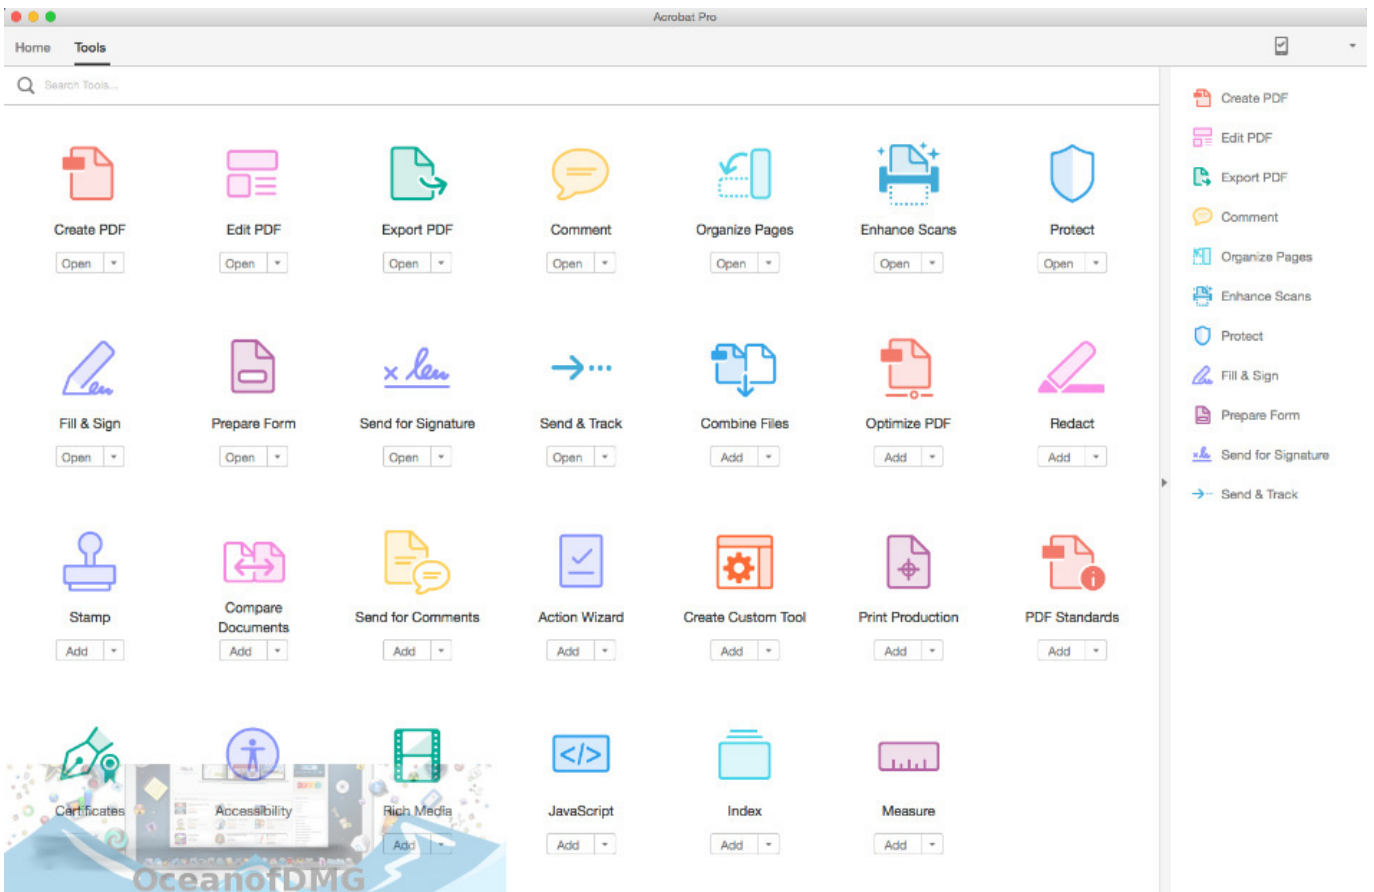 Acrobat Pro
Home Tools
Search Tools...
Create PDF Edit PDF Export PDF Comment Organize Pages Enhance Scans Protect
Open Open Open Open Open Open Open
Fill & Sign Prepare Form Send for Signature Send & Track Combine Files Optimize PDF Redact
Open Open Open Open Add Add Add
Stamp Compare Documents Send for Comments Action Wizard Create Custom Tool Print Production PDF Standards
Add Add Add Add Add Add Add
Certificates Accessibility Rich Media JavaScript Index Measure
Add Add Add Add
OceanofDMG
Create PDF
Edit PDF
Export PDF
Comment
Organize Pages
Enhance Scans
Protect
Fill & Sign
Prepare Form
Send for Signature
Send & Track